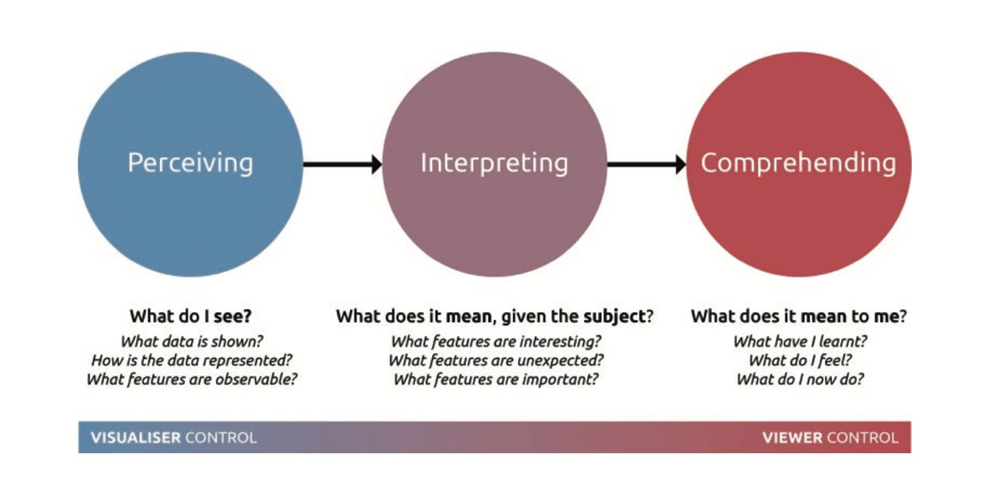 Perceiving
Interpreting
Comprehending
What do I see?
What data is shown?
How is the data represented?
What features are observable?
What does it mean, given the subject?
What features are interesting?
What features are unexpected?
What features are important?
What does it mean to me?
What have I learnt?
What do I feel?
What do I now do?
VISUALISER CONTROL
VIEWER CONTROL